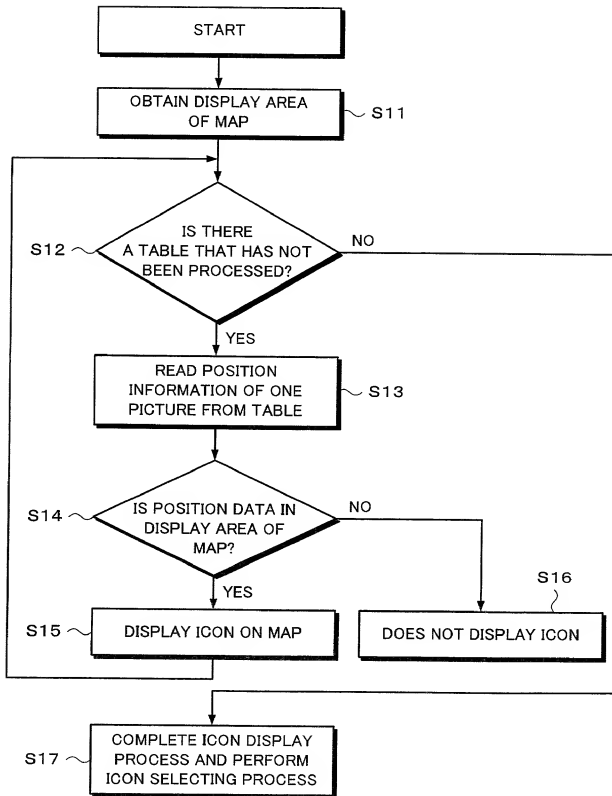 START
OBTAIN DISPLAY AREA
OF MAP
S11
IS THERE
A TABLE THAT HAS NOT
BEEN PROCESSED?
S12
NO
YES
READ POSITION
INFORMATION OF ONE
PICTURE FROM TABLE
S13
IS POSITION DATA IN
DISPLAY AREA OF
MAP?
S14
NO
YES
S15
DISPLAY ICON ON MAP
S16
DOES NOT DISPLAY ICON
S17
COMPLETE ICON DISPLAY
PROCESS AND PERFORM
ICON SELECTING PROCESS